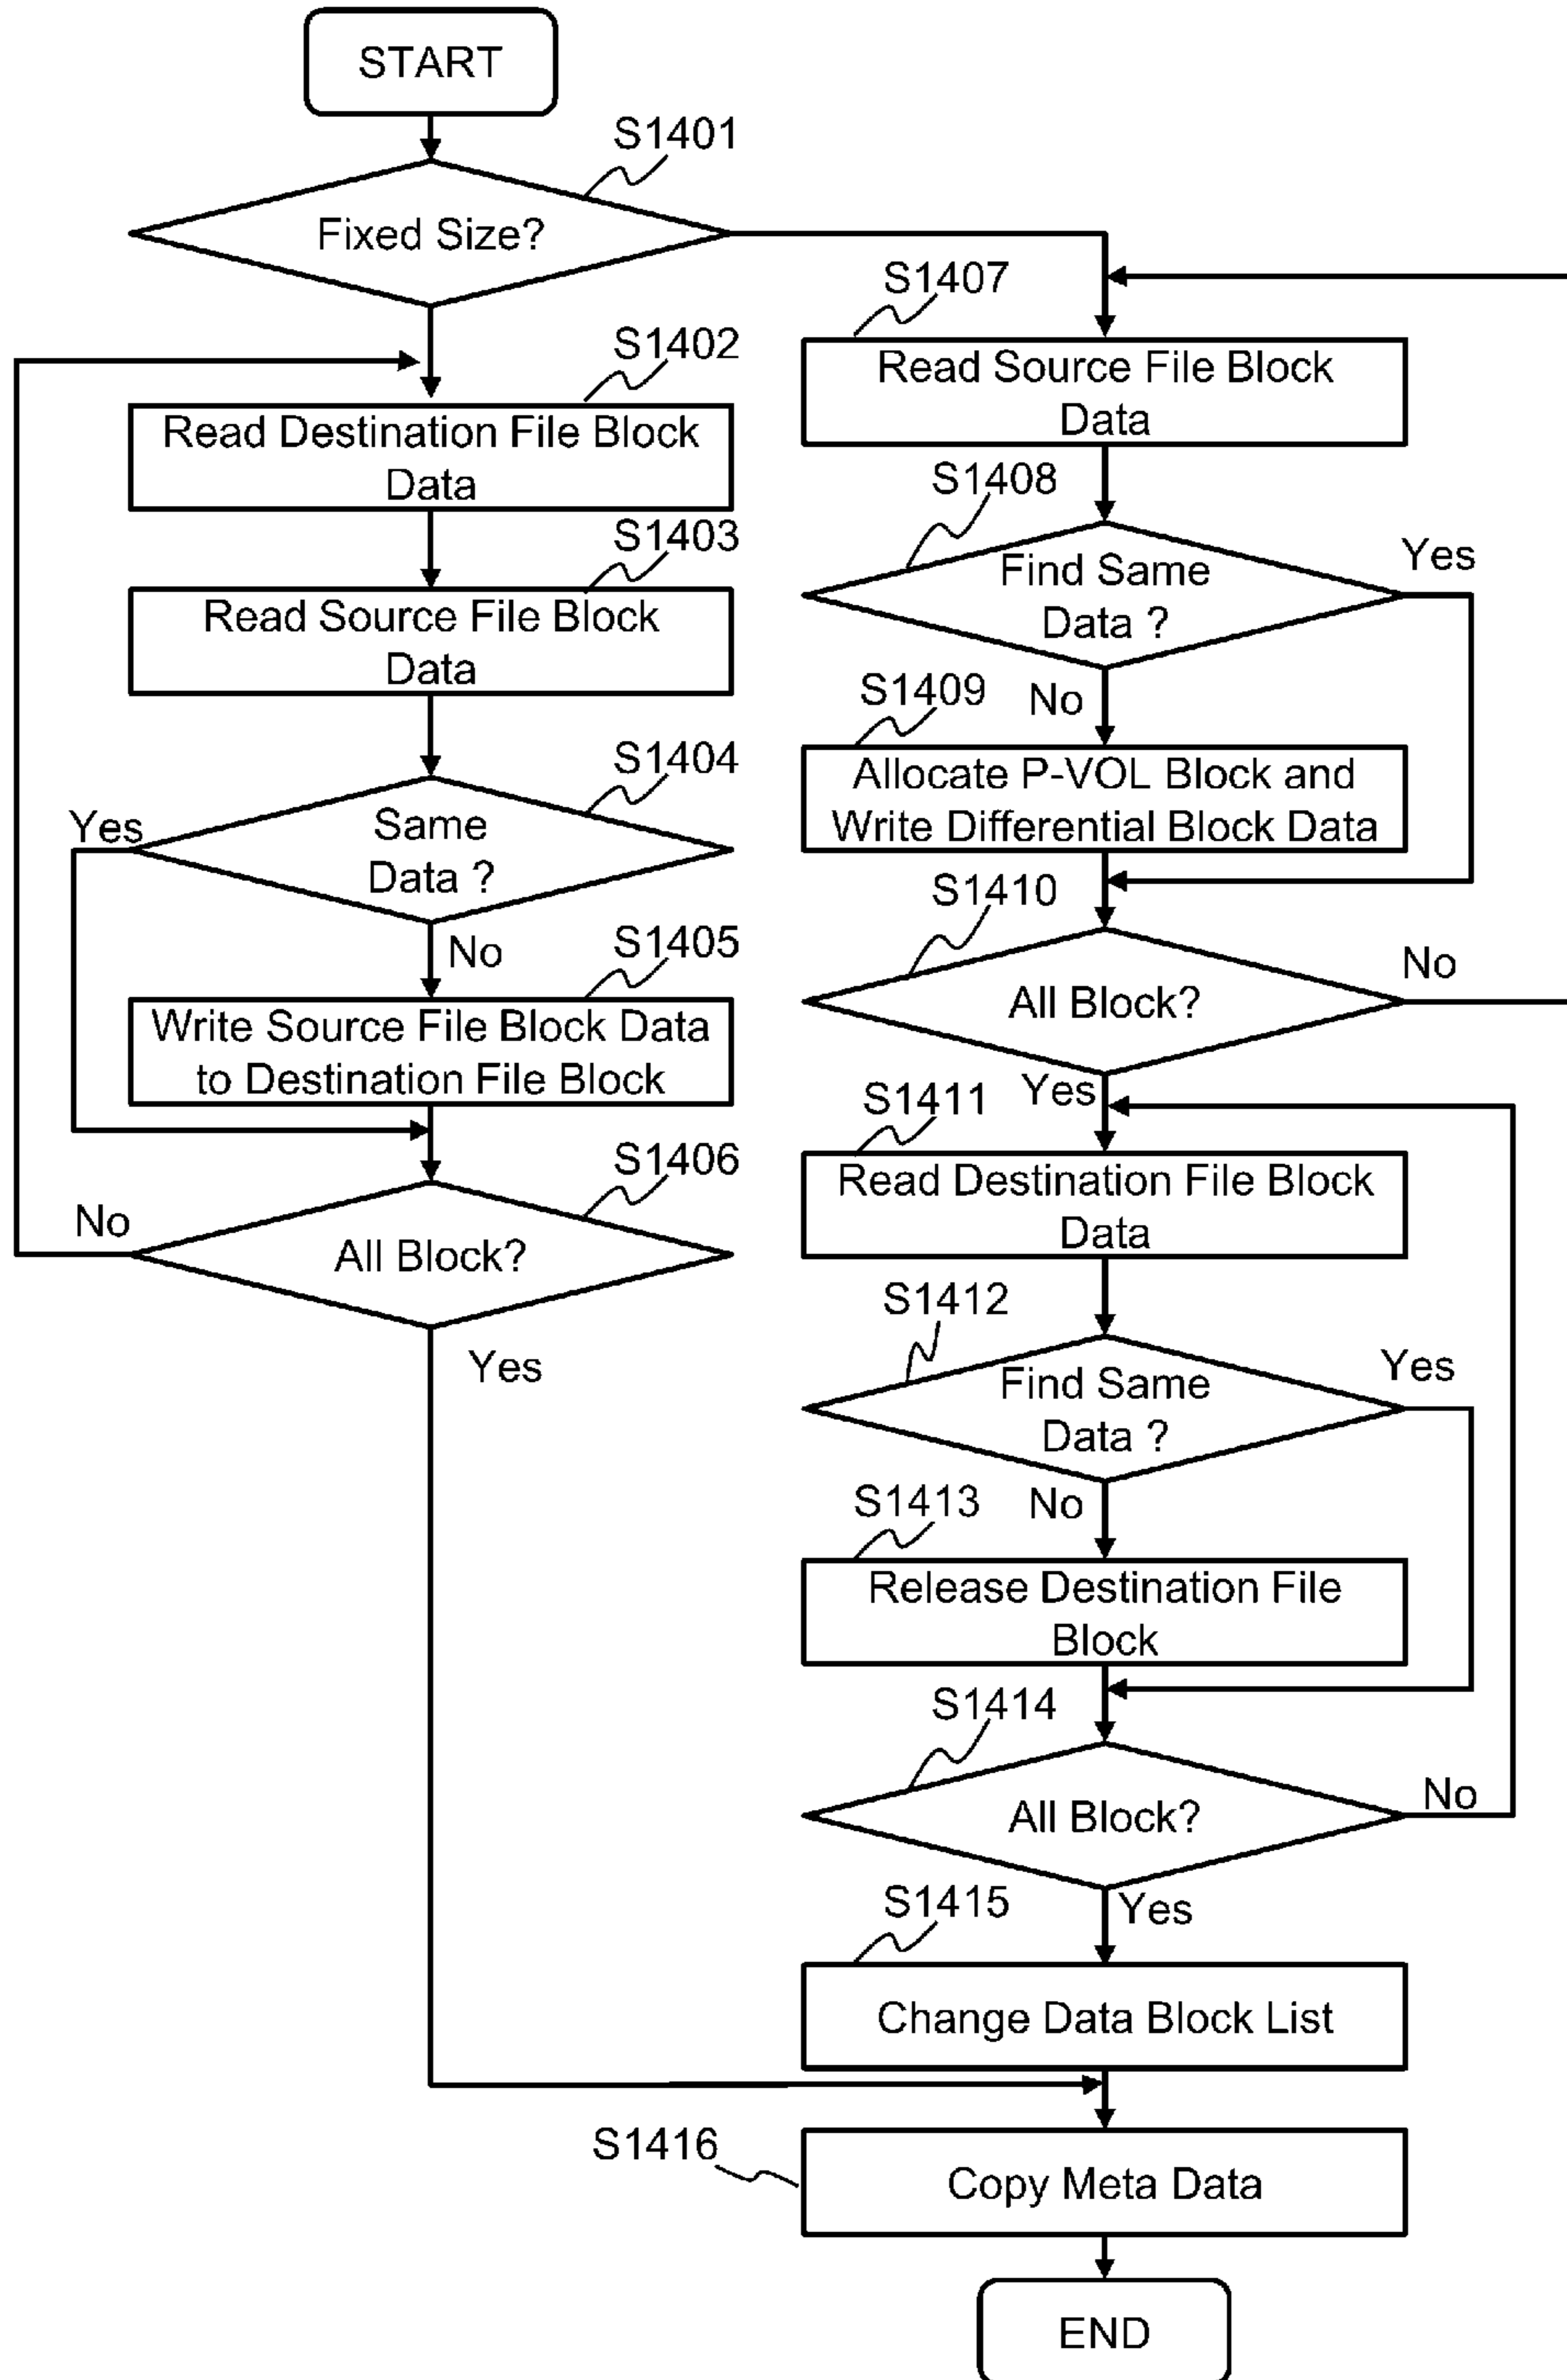 START
S1401
Fixed Size?
S1402
Read Destination File Block
Data
S1403
Read Source File Block
Data
S1404
Yes
Same
Data ?
No
S1405
Write Source File Block Data
to Destination File Block
S1406
No
All Block?
Yes
S1407
Read Source File Block
Data
S1408
Yes
Find Same
Data ?
S1409
No
Allocate P-VOL Block and
Write Differential Block Data
S1410
No
All Block?
Yes
S1411
Read Destination File Block
Data
S1412
Yes
Find Same
Data ?
S1413
No
Release Destination File
Block
S1414
No
All Block?
S1415
Yes
Change Data Block List
S1416
Copy Meta Data
END